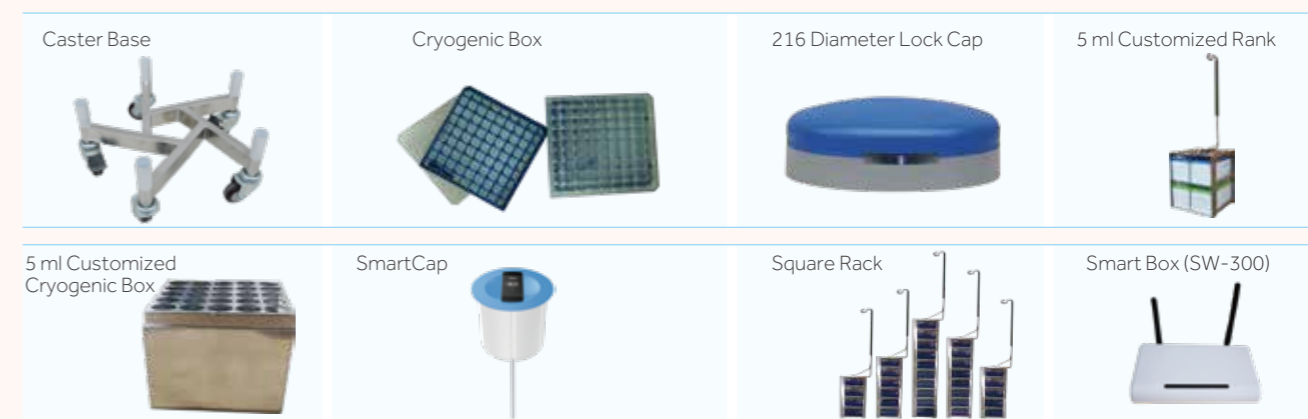 Caster Base
Cryogenic Box
216 Diameter Lock Cap
5 ml Customized Rank
5 ml Customized
Cryogenic Box
SmartCap
Square Rack
Smart Box (SW-300)